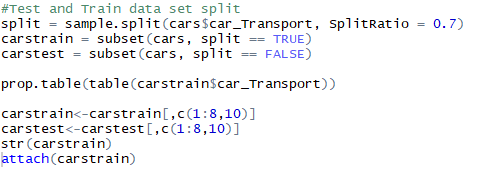 #Test and Train data set split
split = sample.split(cars$car_Transport, SplitRatio = 0.7)
carstrain = subset(cars, split == TRUE)
carstest = subset(cars, split == FALSE)
prop.table(table(carstrain$car_Transport))
carstrain<-carstrain[,c(1:8,10)]
carstest<-carstest[,c(1:8,10)]
str(carstrain)
attach(carstrain)